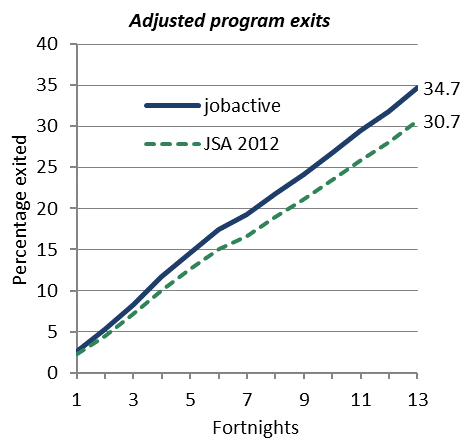 Adjusted program exits
40
35
30
25
20
15
10
5
0
Percentage exited
jobactive
JSA 2012
34.7
30.7
1 3 5 7 9 11 13
Fortnights